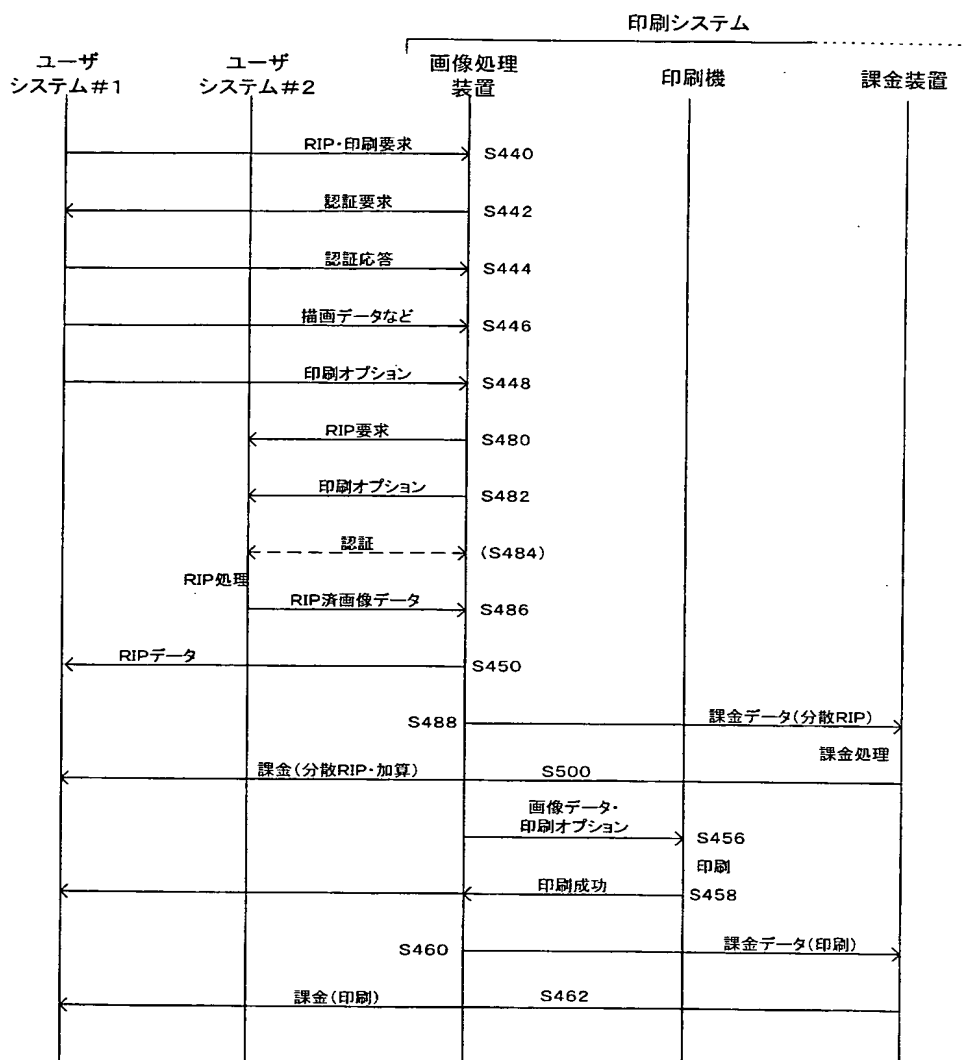 印刷システム
ユーザ
システム#1
ユーザ
システム#2
画像処理
装置
印刷機
課金装置
RIP・印刷要求
S440
認証要求
S442
認証応答
S444
描画データなど
S446
印刷オプション
S448
RIP要求
S480
印刷オプション
S482
認証
(S484)
RIP処理
RIP済画像データ
S486
RIPデータ
S450
S488
課金データ(分散RIP)
課金処理
課金(分散RIP・加算)
S500
画像データ・
印刷オプション
S456
印刷
印刷成功
S458
S460
課金データ(印刷)
課金(印刷)
S462